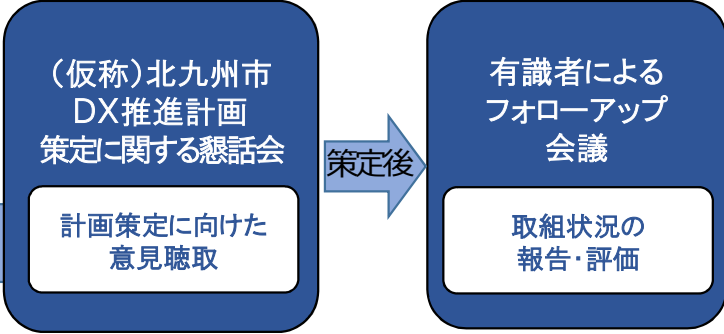 （仮称）北九州市
DX推進計画
策定に関する懇話会
計画策定に向けた
意見聴取
策定後
有識者による
フォローアップ
会議
取組状況の
報告・評価